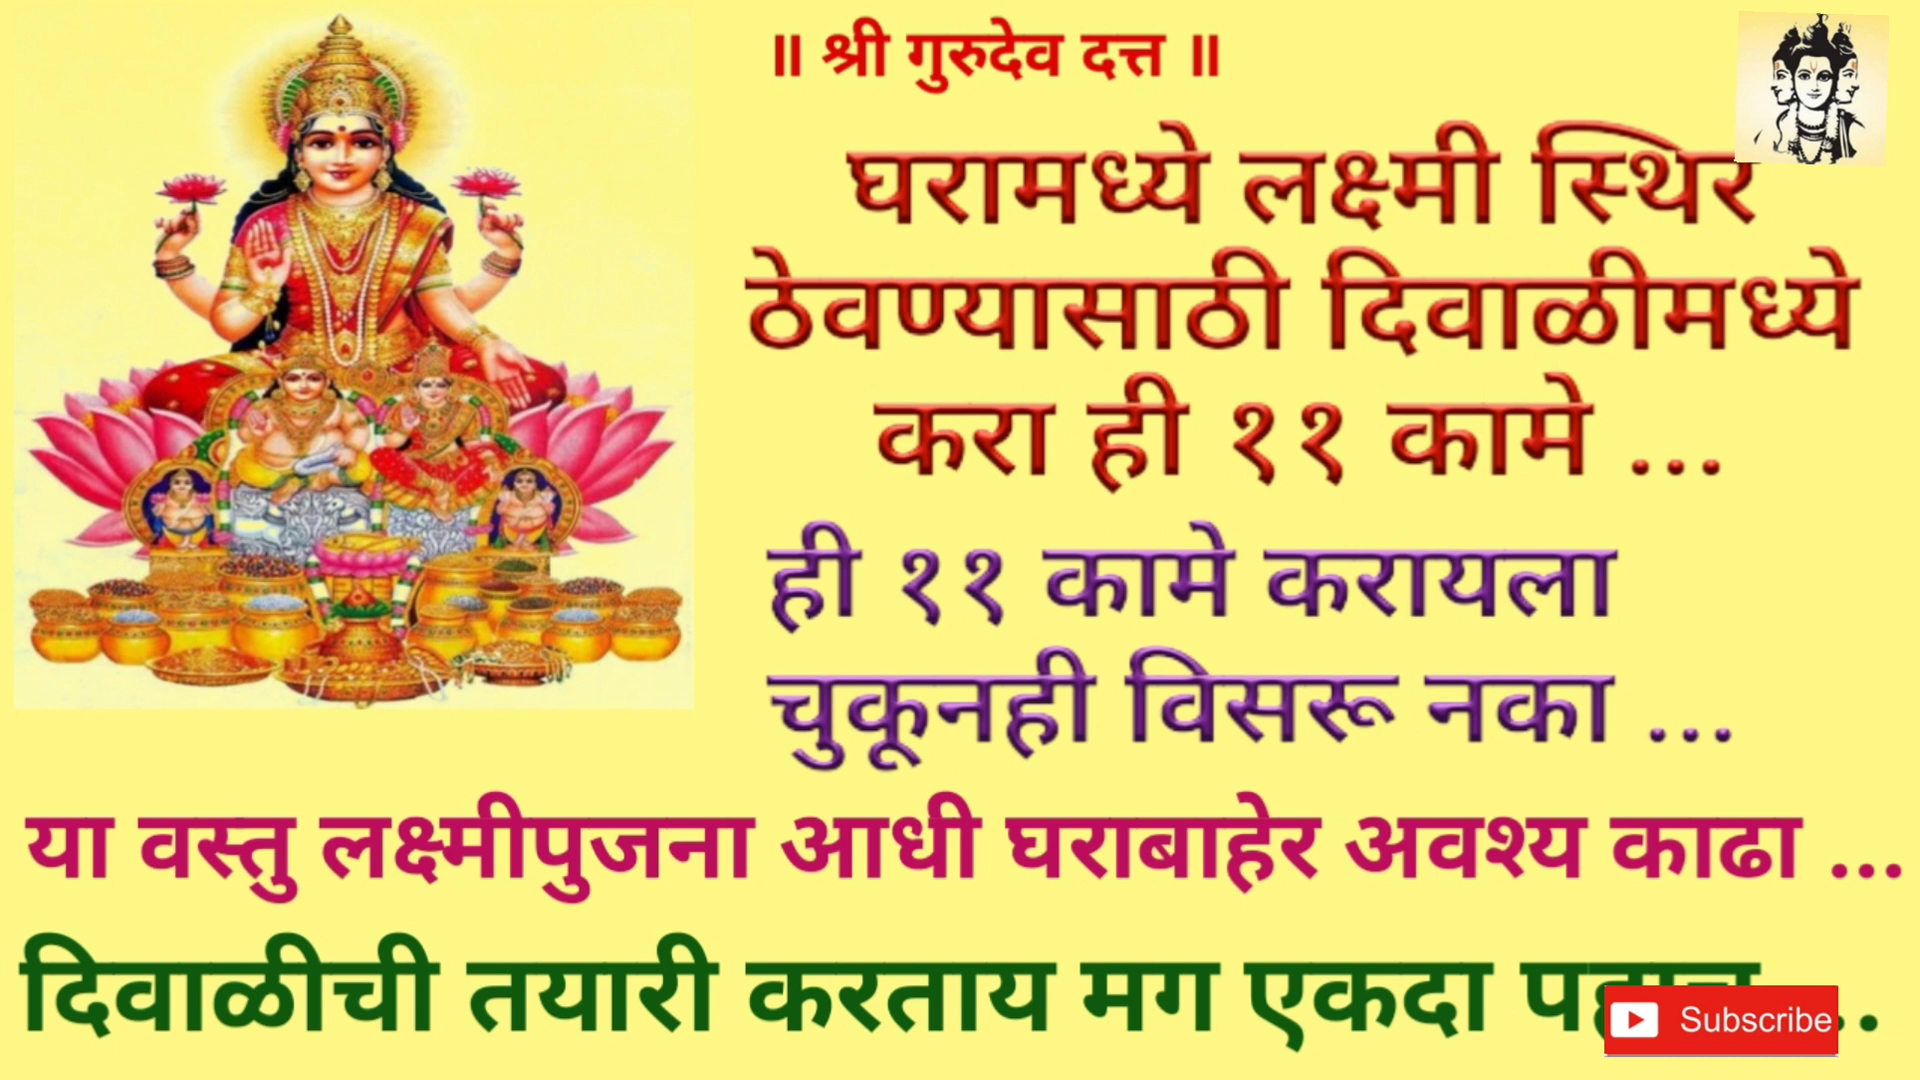 ॥ श्री गुरुदेव दत्त ॥
घरामध्ये लक्ष्मी स्थिर
ठेवण्यासाठी दिवाळीमध्ये
करा ही ११ कामे ...
ही ११ कामे करायला
चुकूनही विसरू नका ...
या वस्तु लक्ष्मीपुजना आधी घराबाहेर अवश्य काढा ...
दिवाळीची तयारी करताय मग एकदा
Subscribe